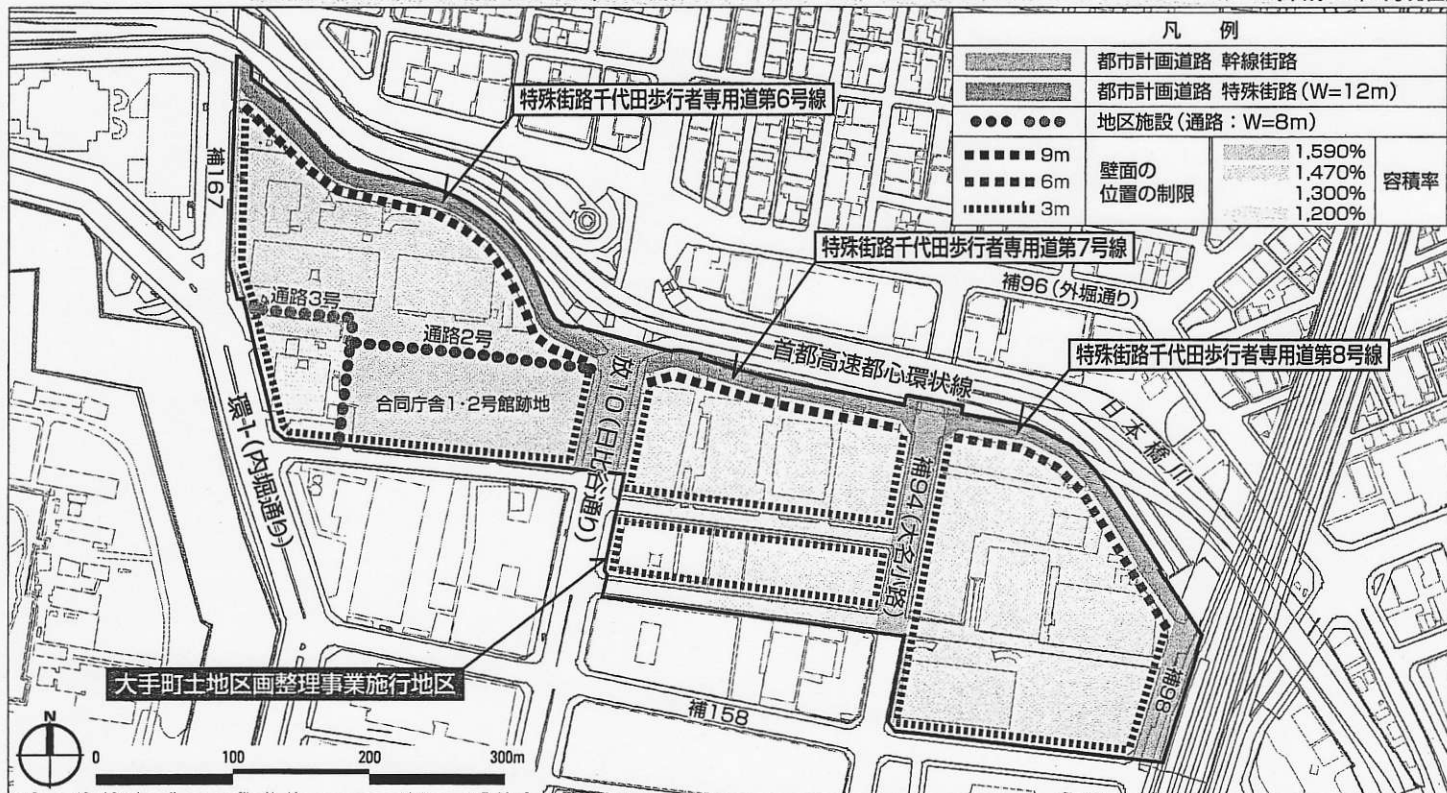 凡 例
都市計画道路 幹線街路
都市計画道路 特殊街路(W=12m)
地区施設(通路：W=8m)
9m
6m
3m
壁面の
位置の制限
1,590%
1,470%
1,300%
1,200%
容積率
特殊街路千代田歩行者専用道第6号線
特殊街路千代田歩行者専用道第7号線
特殊街路千代田歩行者専用道第8号線
補167
補96(外堀通り)
首都高速都心環状線
日本橋川
通路3号
通路2号
合同庁舎1・2号館跡地
放10(日比谷通り)
環-1(内堀通り)
補94(大名小路)
補98
大手町土地区画整理事業施行地区
補158
N
0 100 200 300m